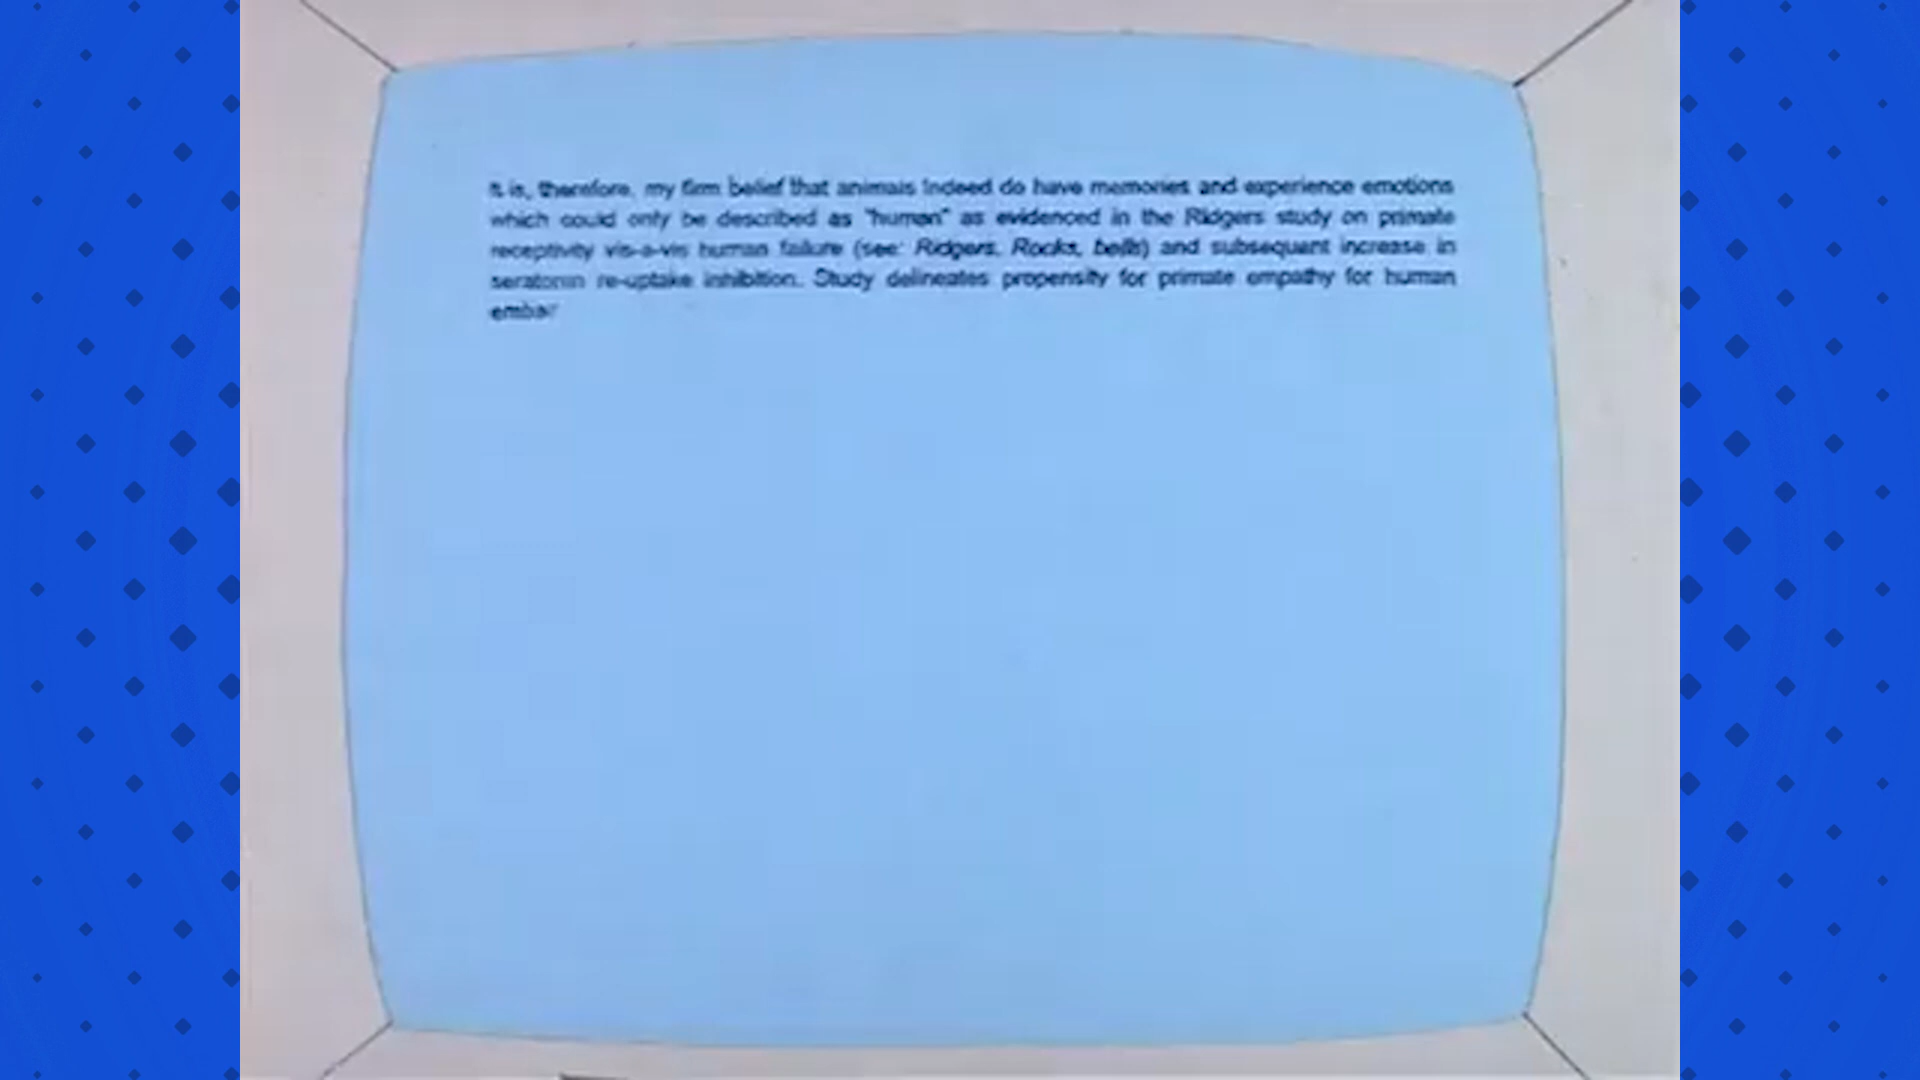 It is, therefore, my firm belief that animals indeed do have memories and experience emotions
which could only be described as "human" as evidenced in the Ridgers study on primate
receptivity vis-a-vis human failure (see: Ridgers, Rocks, bells) and subsequent increase in
seratonin re-uptake inhibition. Study delineates propensity for primate empathy for human
embar